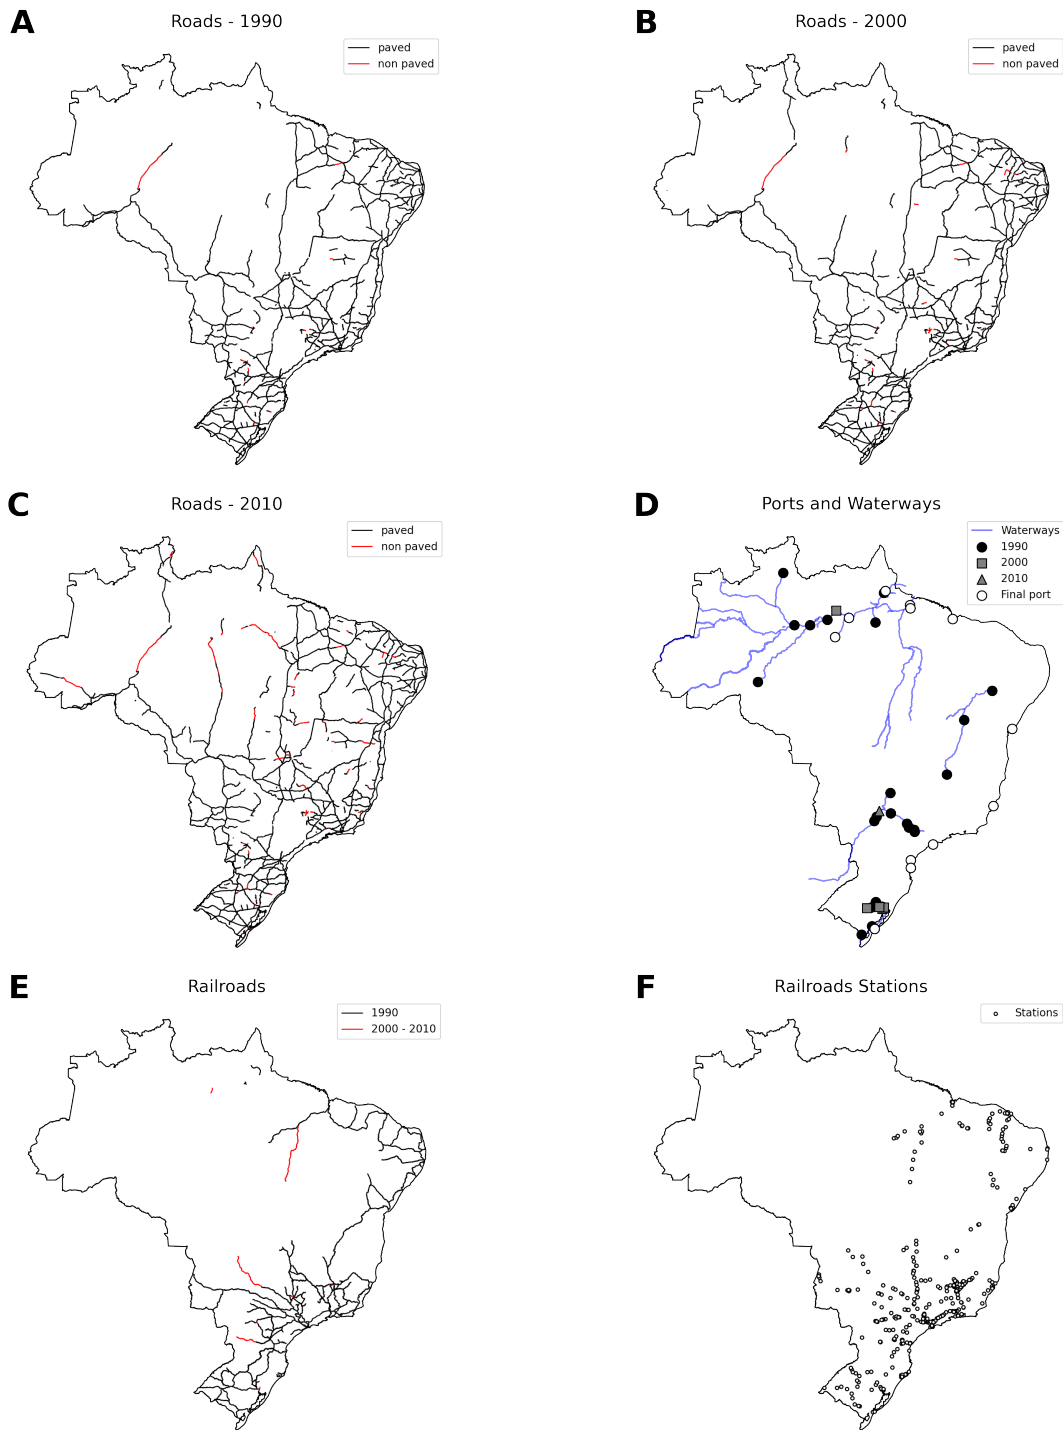 A
Roads - 1990
paved
non paved
B
Roads - 2000
paved
non paved
C
Roads - 2010
paved
non paved
D
Ports and Waterways
Waterways
1990
2000
2010
Final port
E
Railroads
1990
2000 - 2010
F
Railroads Stations
Stations